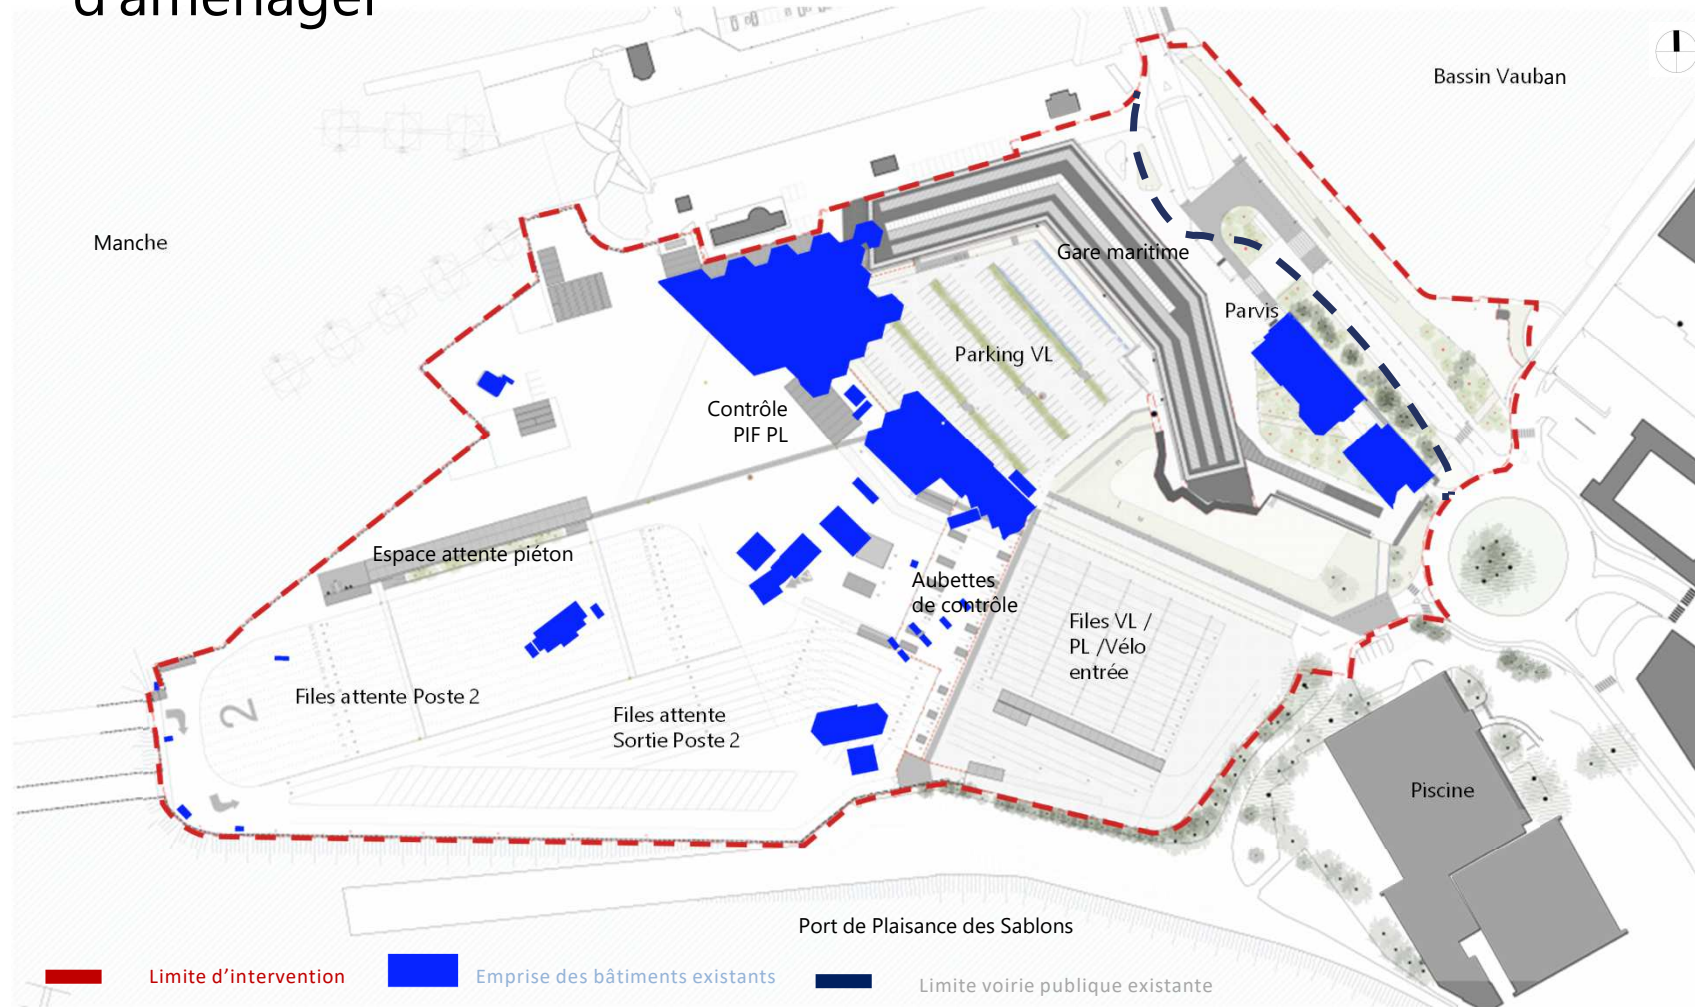 d'aménager
Bassin Vauban
Manche
Gare maritime
Parvis
Parking VL
Contrôle
PIF PL
Espace attente piéton
Aubettes
de contrôle
Files VL /
PL /Vélo
entrée
Files attente Poste 2
2
Files attente
Sortie Poste 2
Piscine
Port de Plaisance des Sablons
Limite d'intervention
Emprise des bâtiments existants
Limite voirie publique existante